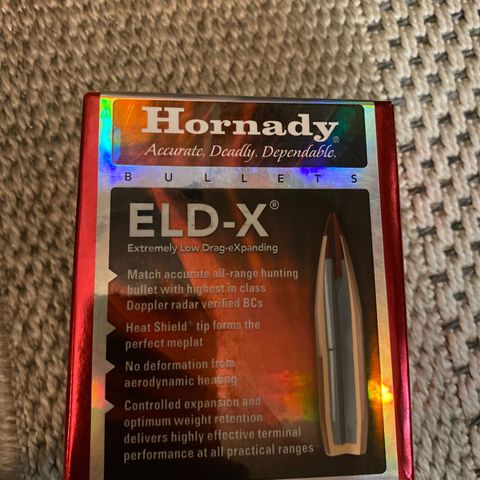 Hornady®
Accurate. Deadly. Dependable.
BULLETS
ELD-X®
Extremely Low Drag-eXpanding
• Match accurate all-range hunting
bullet with highest in class
Doppler radar verified BCs
• Heat Shield® tip forms the
perfect meplat
• No deformation from
aerodynamic heating
• Controlled expansion and
optimum weight retention
delivers highly effective terminal
performance at all practical ranges